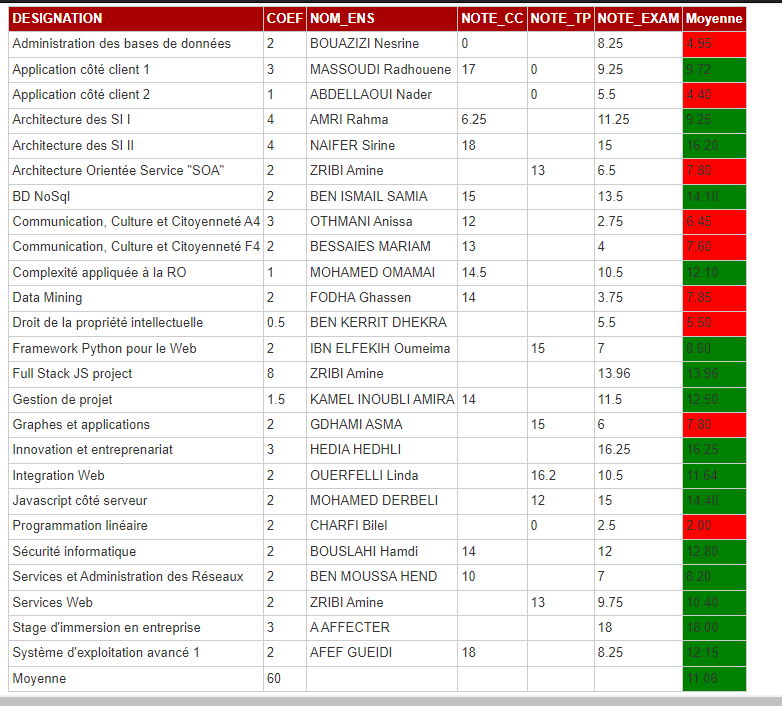 DESIGNATION COEF NOM_ENS NOTE_CC NOTE_TP NOTE_EXAM Moyenne
Administration des bases de données 2 BOUAZIZI Nesrine 0 8.25 4.95
Application côté client 1 3 MASSOUDI Radhouene 17 0 9.25 9.72
Application côté client 2 1 ABDELLAOUI Nader 0 5.5 4.40
Architecture des SI I 4 AMRI Rahma 6.25 11.25 9.25
Architecture des SI II 4 NAIFER Sirine 18 15 16.20
Architecture Orientée Service "SOA" 2 ZRIBI Amine 13 6.5 7.80
BD NoSql 2 BEN ISMAIL SAMIA 15 13.5 14.10
Communication, Culture et Citoyenneté A4 3 OTHMANI Anissa 12 2.75 6.45
Communication, Culture et Citoyenneté F4 2 BESSAIES MARIAM 13 4 7.60
Complexité appliquée à la RO 1 MOHAMED OMAMAI 14.5 10.5 12.10
Data Mining 2 FODHA Ghassen 14 3.75 7.85
Droit de la propriété intellectuelle 0.5 BEN KERRIT DHEKRA 5.5 5.50
Framework Python pour le Web 2 IBN ELFEKIH Oumeima 15 7 8.60
Full Stack JS project 8 ZRIBI Amine 13.96 13.96
Gestion de projet 1.5 KAMEL INOUBLI AMIRA 14 11.5 12.50
Graphes et applications 2 GDHAMI ASMA 15 6 7.80
Innovation et entreprenariat 3 HEDIA HEDHLI 16.25 16.25
Integration Web 2 OUERFELLI Linda 16.2 10.5 11.64
Javascript côté serveur 2 MOHAMED DERBELI 12 15 14.40
Programmation linéaire 2 CHARFI Bilel 0 2.5 2.00
Sécurité informatique 2 BOUSLAHI Hamdi 14 12 12.80
Services et Administration des Réseaux 2 BEN MOUSSA HEND 10 7 8.20
Services Web 2 ZRIBI Amine 13 9.75 10.40
Stage d'immersion en entreprise 3 A AFFECTER 18 18.00
Système d'exploitation avancé 1 2 AFEF GUEIDI 18 8.25 12.15
Moyenne 60 11.06